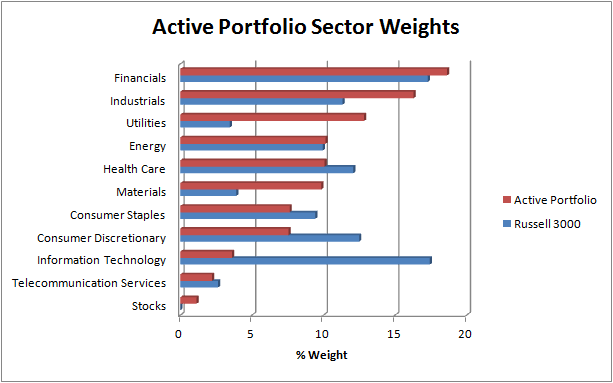 Active Portfolio Sector Weights
Financials
Industrials
Utilities
Energy
Health Care
Materials
Consumer Staples
Consumer Discretionary
Information Technology
Telecommunication Services
Stocks
Active Portfolio
Russell 3000
0 5 10 15 20
% Weight